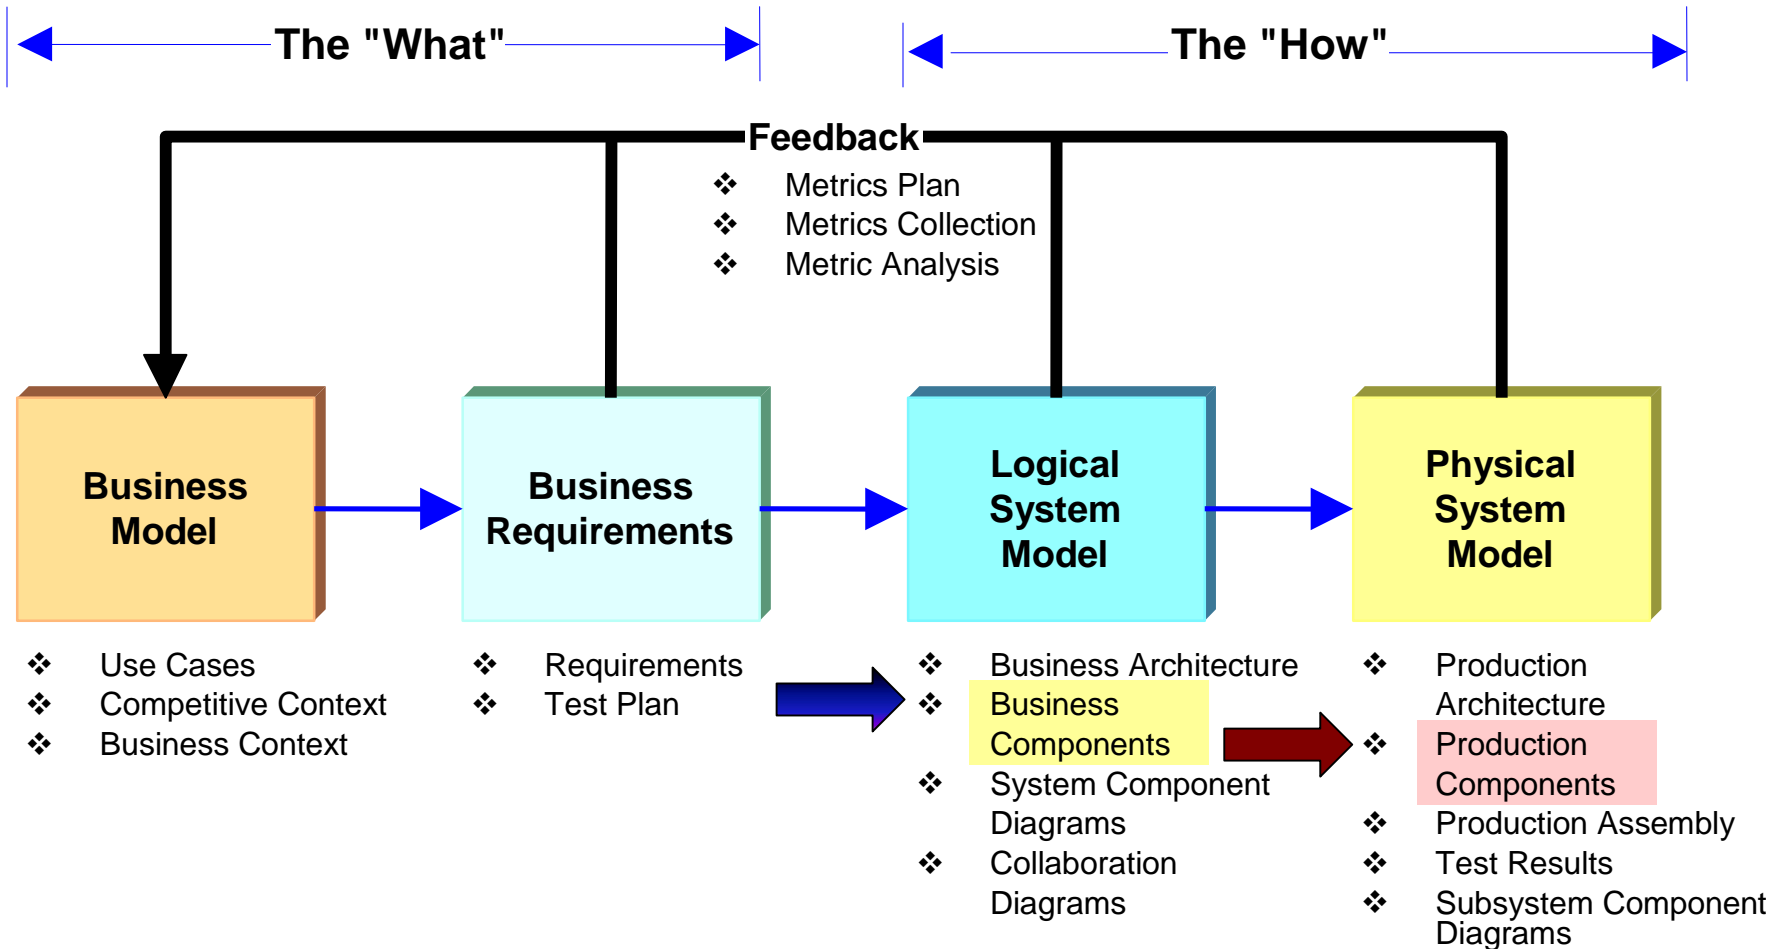 The "What"
The "How"
Feedback
❖ Metrics Plan
❖ Metrics Collection
❖ Metric Analysis
Business
Model
Business
Requirements
Logical
System
Model
Physical
System
Model
❖ Use Cases
❖ Competitive Context
❖ Business Context
❖ Requirements
❖ Test Plan
❖ Business Architecture
❖ Business
Components
❖ System Component
Diagrams
❖ Collaboration
Diagrams
❖ Production
Architecture
❖ Production
Components
❖ Production Assembly
❖ Test Results
❖ Subsystem Component
Diagrams